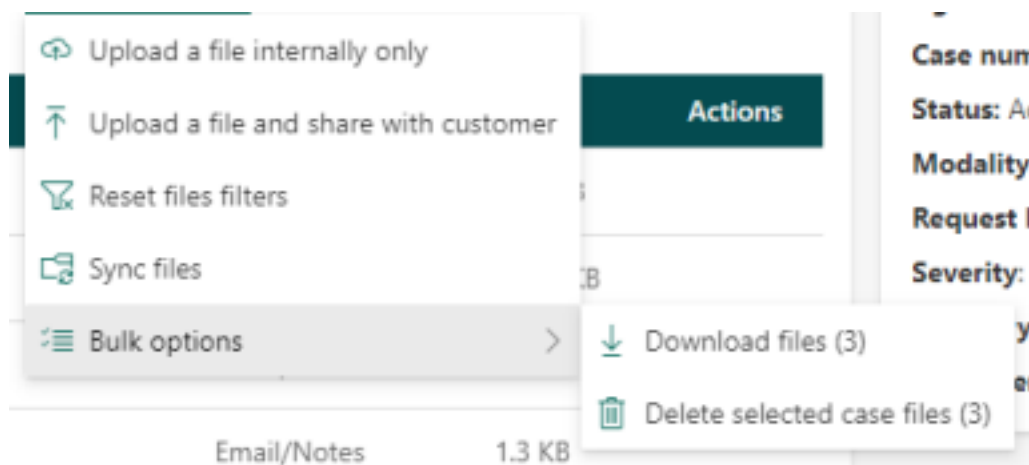 Upload a file internally only
Upload a file and share with customer
Reset files filters
Sync files
Bulk options
Download files (3)
Delete selected case files (3)
Actions
KB
Email/Notes 1.3 KB
Case num
Status: A
Modality
Request
Severity: